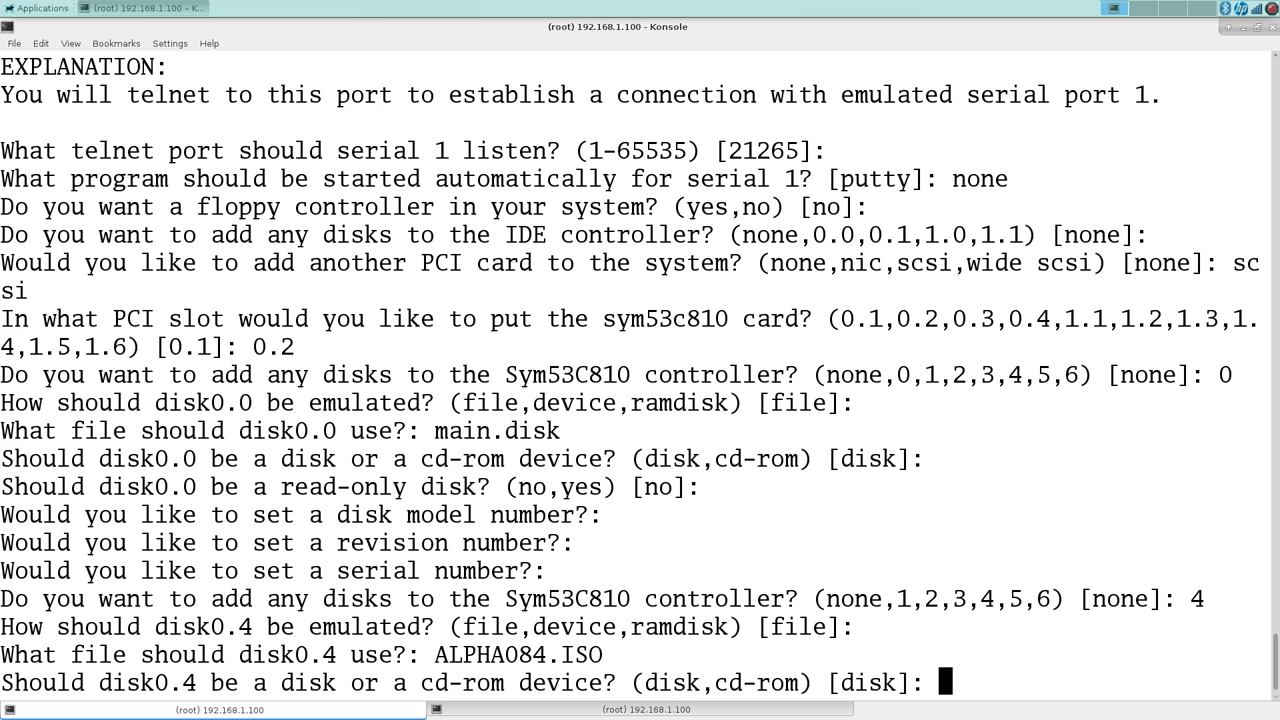 Applications
(root) 192.168.1.100 – K...
(root) 192.168.1.100 – Konsole
File Edit View Bookmarks Settings Help
EXPLANATION:
You will telnet to this port to establish a connection with emulated serial port 1.
What telnet port should serial 1 listen? (1-65535) [21265]:
What program should be started automatically for serial 1? [putty]: none
Do you want a floppy controller in your system? (yes,no) [no]:
Do you want to add any disks to the IDE controller? (none,0.0,0.1,1.0,1.1) [none]:
Would you like to add another PCI card to the system? (none,nic,scsi,wide scsi) [none]: sc
si
In what PCI slot would you like to put the sym53c810 card? (0.1,0.2,0.3,0.4,1.1,1.2,1.3,1.
4,1.5,1.6) [0.1]: 0.2
Do you want to add any disks to the Sym53C810 controller? (none,0,1,2,3,4,5,6) [none]: 0
How should disk0.0 be emulated? (file,device,ramdisk) [file]:
What file should disk0.0 use?: main.disk
Should disk0.0 be a disk or a cd-rom device? (disk,cd-rom) [disk]:
Should disk0.0 be a read-only disk? (no,yes) [no]:
Would you like to set a disk model number?:
Would you like to set a revision number?:
Would you like to set a serial number?:
Do you want to add any disks to the Sym53C810 controller? (none,1,2,3,4,5,6) [none]: 4
How should disk0.4 be emulated? (file,device,ramdisk) [file]:
What file should disk0.4 use?: ALPHA084.ISO
Should disk0.4 be a disk or a cd-rom device? (disk,cd-rom) [disk]:
(root) 192.168.1.100
(root) 192.168.1.100